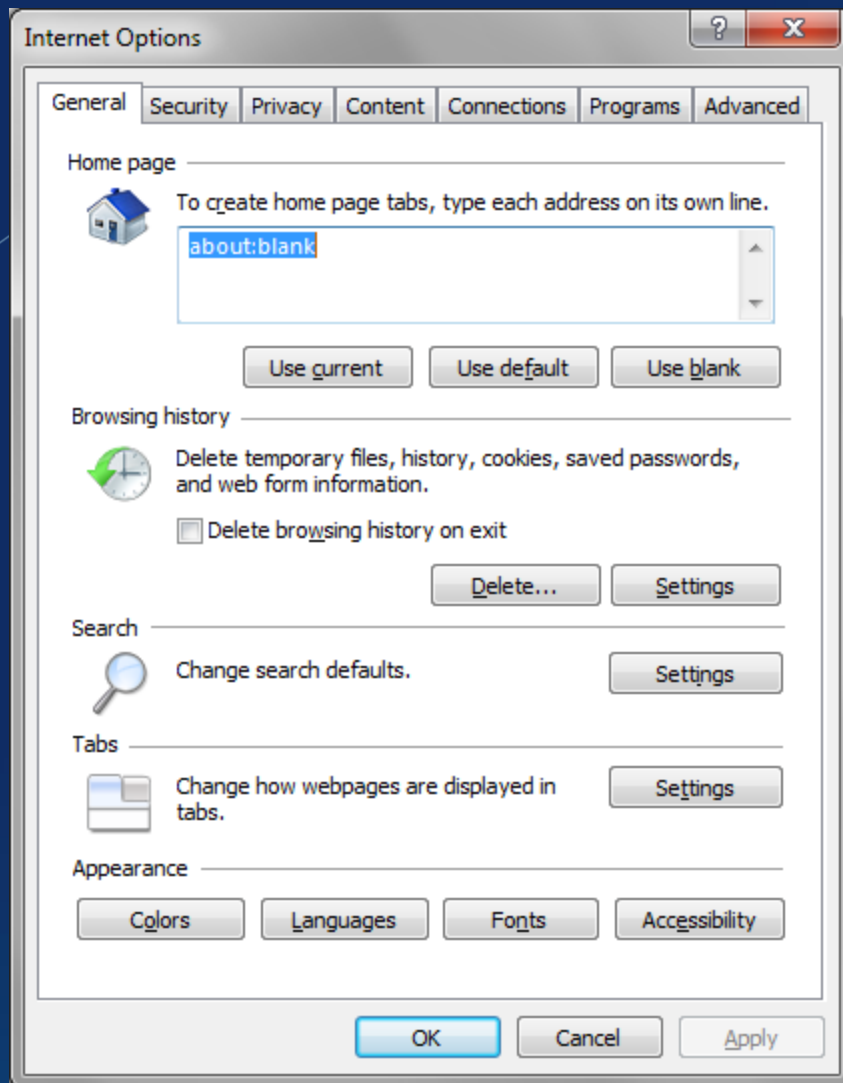 Internet Options
General Security Privacy Content Connections Programs Advanced
Home page
To create home page tabs, type each address on its own line.
about:blank
Use current Use default Use blank
Browsing history
Delete temporary files, history, cookies, saved passwords,
and web form information.
Delete browsing history on exit
Delete... Settings
Search
Change search defaults.
Settings
Tabs
Change how webpages are displayed in
tabs.
Settings
Appearance
Colors Languages Fonts Accessibility
OK Cancel Apply